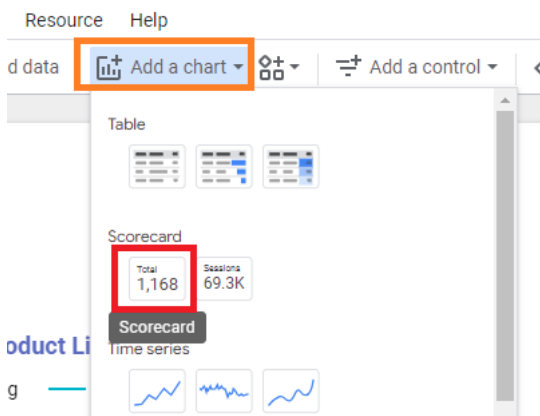 Resource Help
d data Add a chart Add a control
Table
Scorecard
Total
1,168
Sessions
69.3K
Scorecard
oduct Li
Time series
g